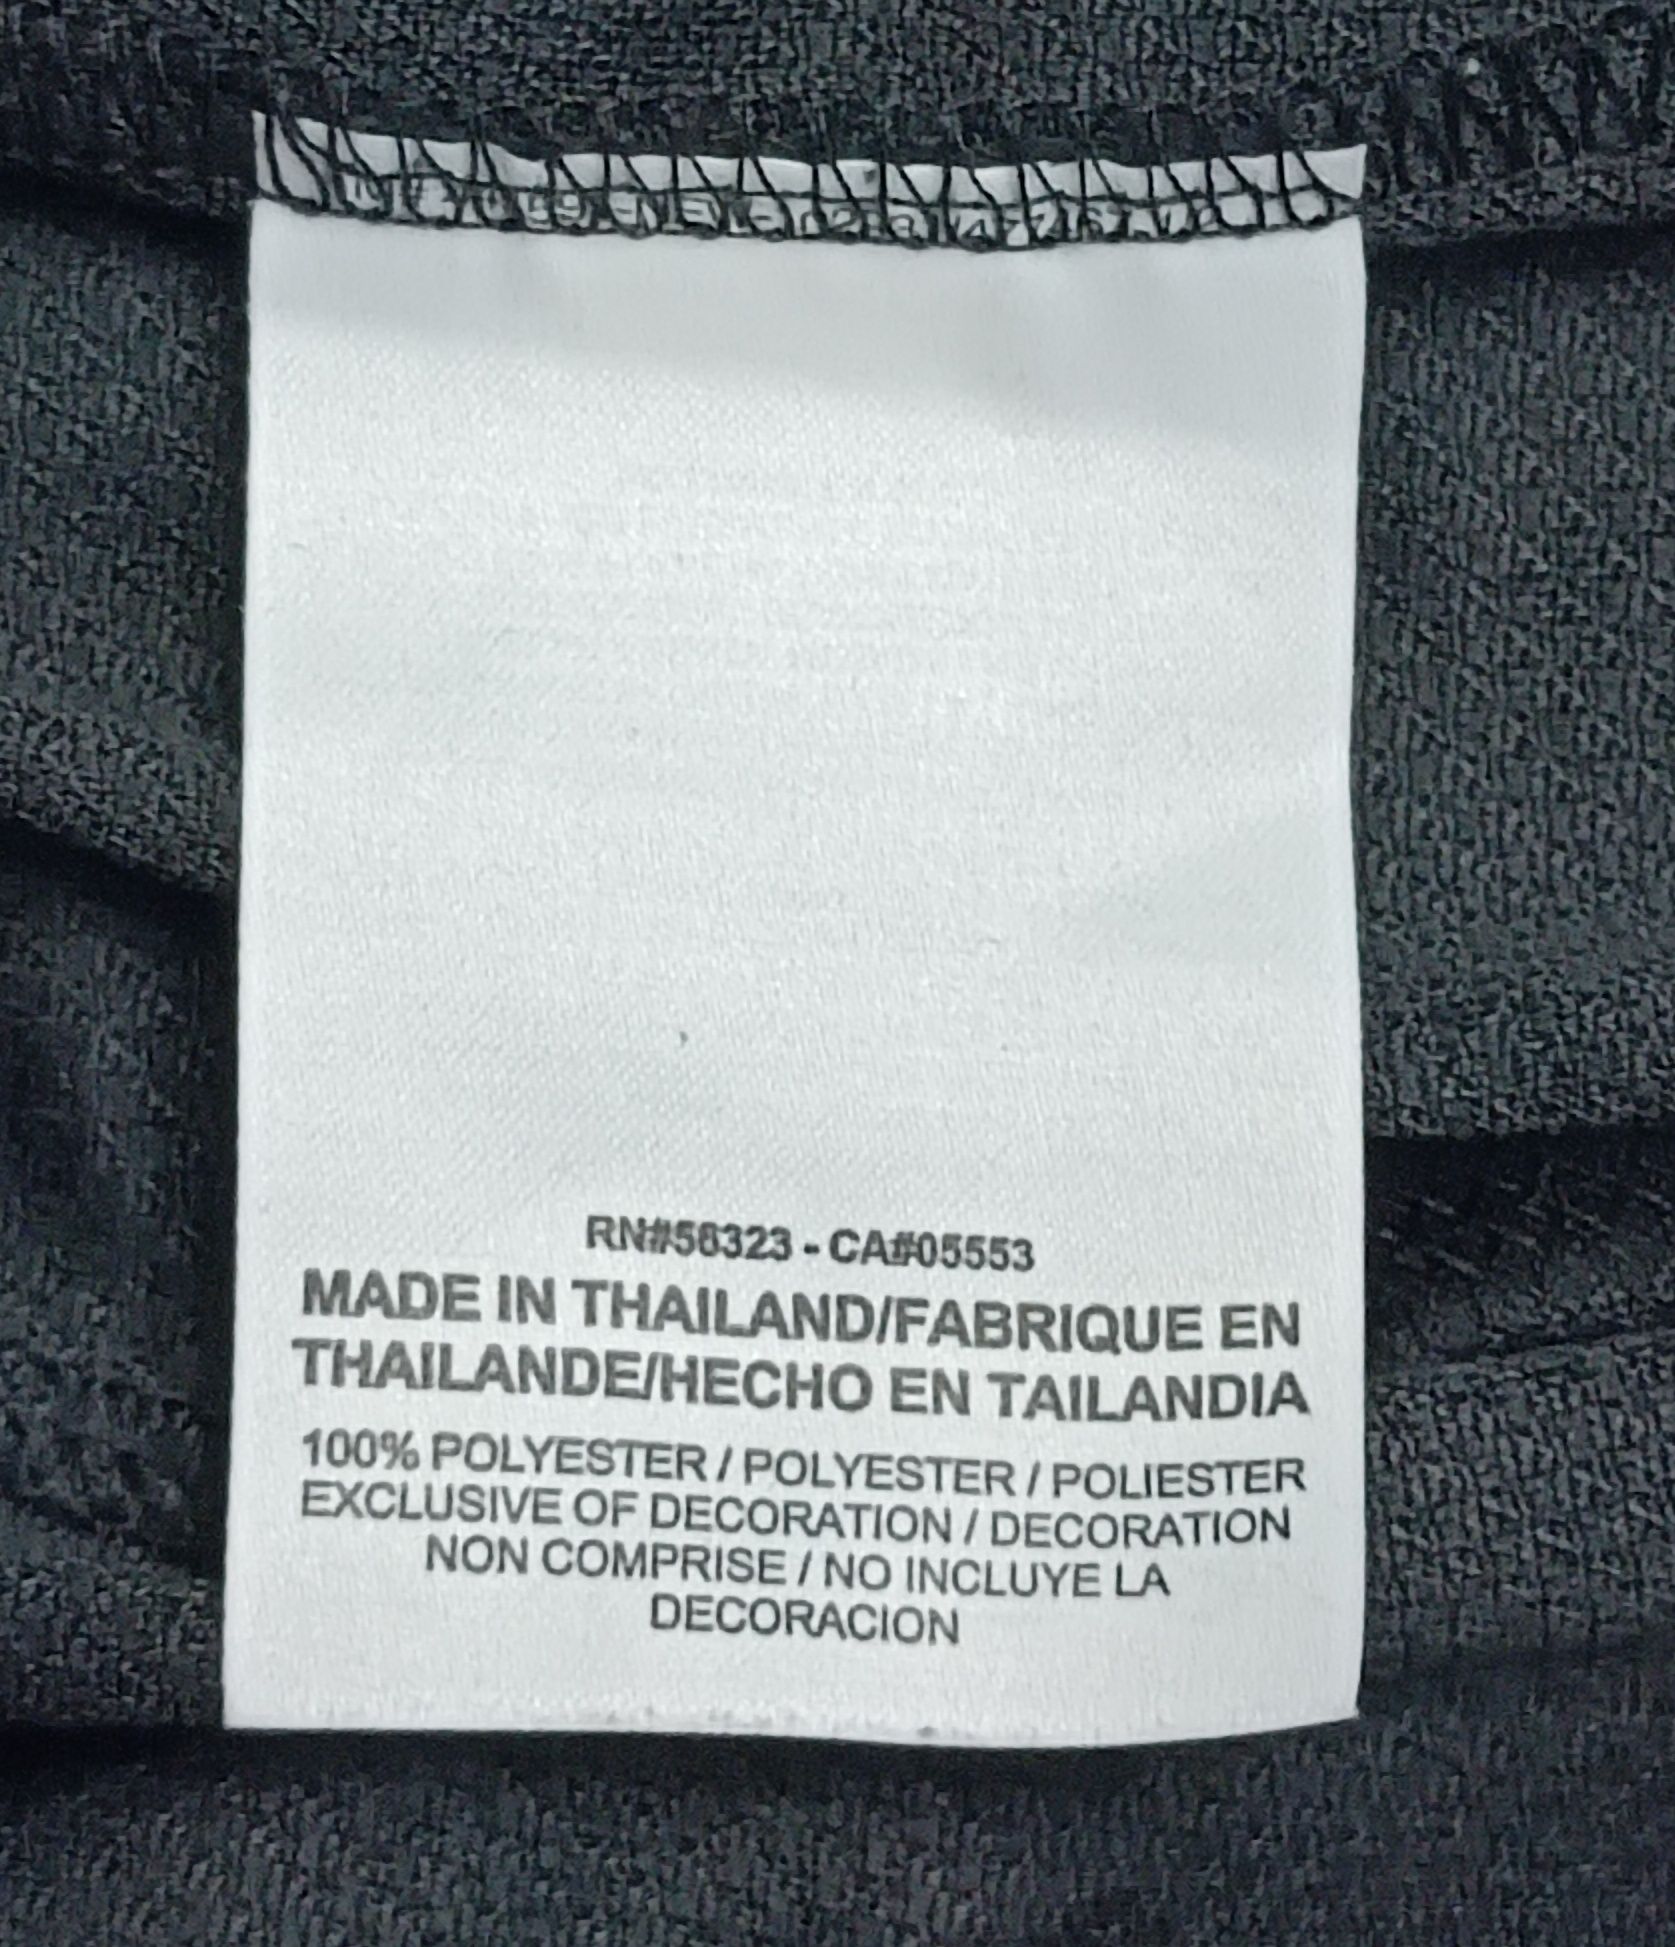 RN#56323 - CA#05553
MADE IN THAILAND/FABRIQUE EN
THAILANDE/HECHO EN TAILANDIA
100% POLYESTER / POLYESTER / POLIESTER
EXCLUSIVE OF DECORATION / DECORATION
NON COMPRISE / NO INCLUYE LA
DECORACION